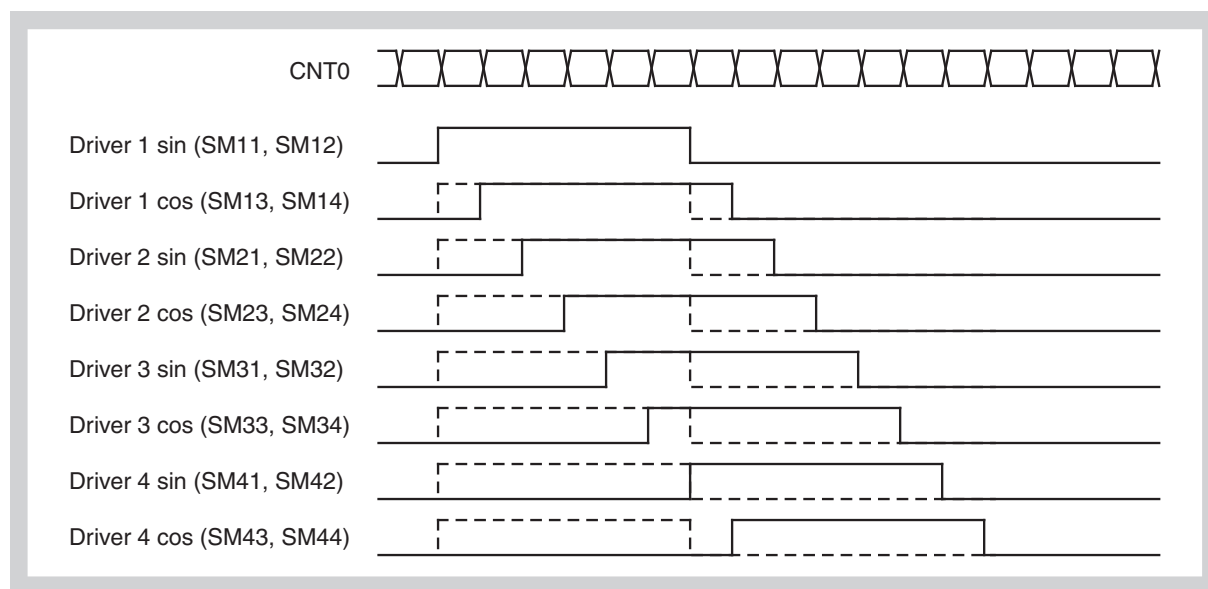 CNT0
Driver 1 sin (SM11, SM12)
Driver 1 cos (SM13, SM14)
Driver 2 sin (SM21, SM22)
Driver 2 cos (SM23, SM24)
Driver 3 sin (SM31, SM32)
Driver 3 cos (SM33, SM34)
Driver 4 sin (SM41, SM42)
Driver 4 cos (SM43, SM44)